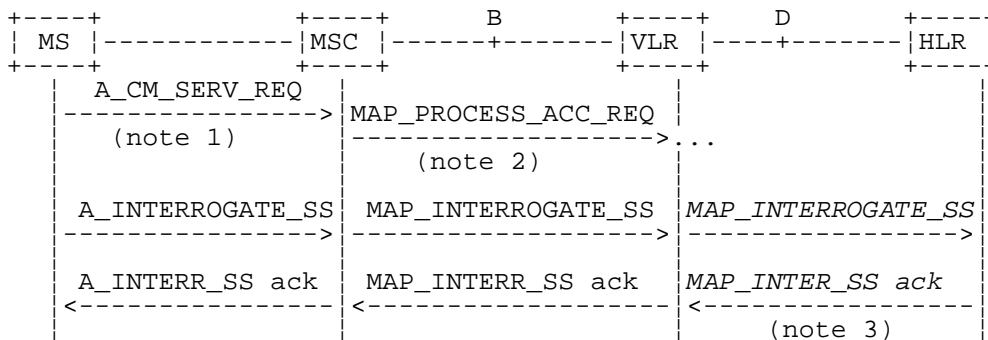 B D
MS MSC VLR HLR
A_CM_SERV_REQ
MAP_PROCESS_ACC_REQ
(note 1) ...
(note 2)
A_INTERROGATE_SS MAP_INTERROGATE_SS MAP_INTERROGATE_SS
A_INTERR_SS ack MAP_INTERR_SS ack MAP_INTER_SS ack
(note 3)